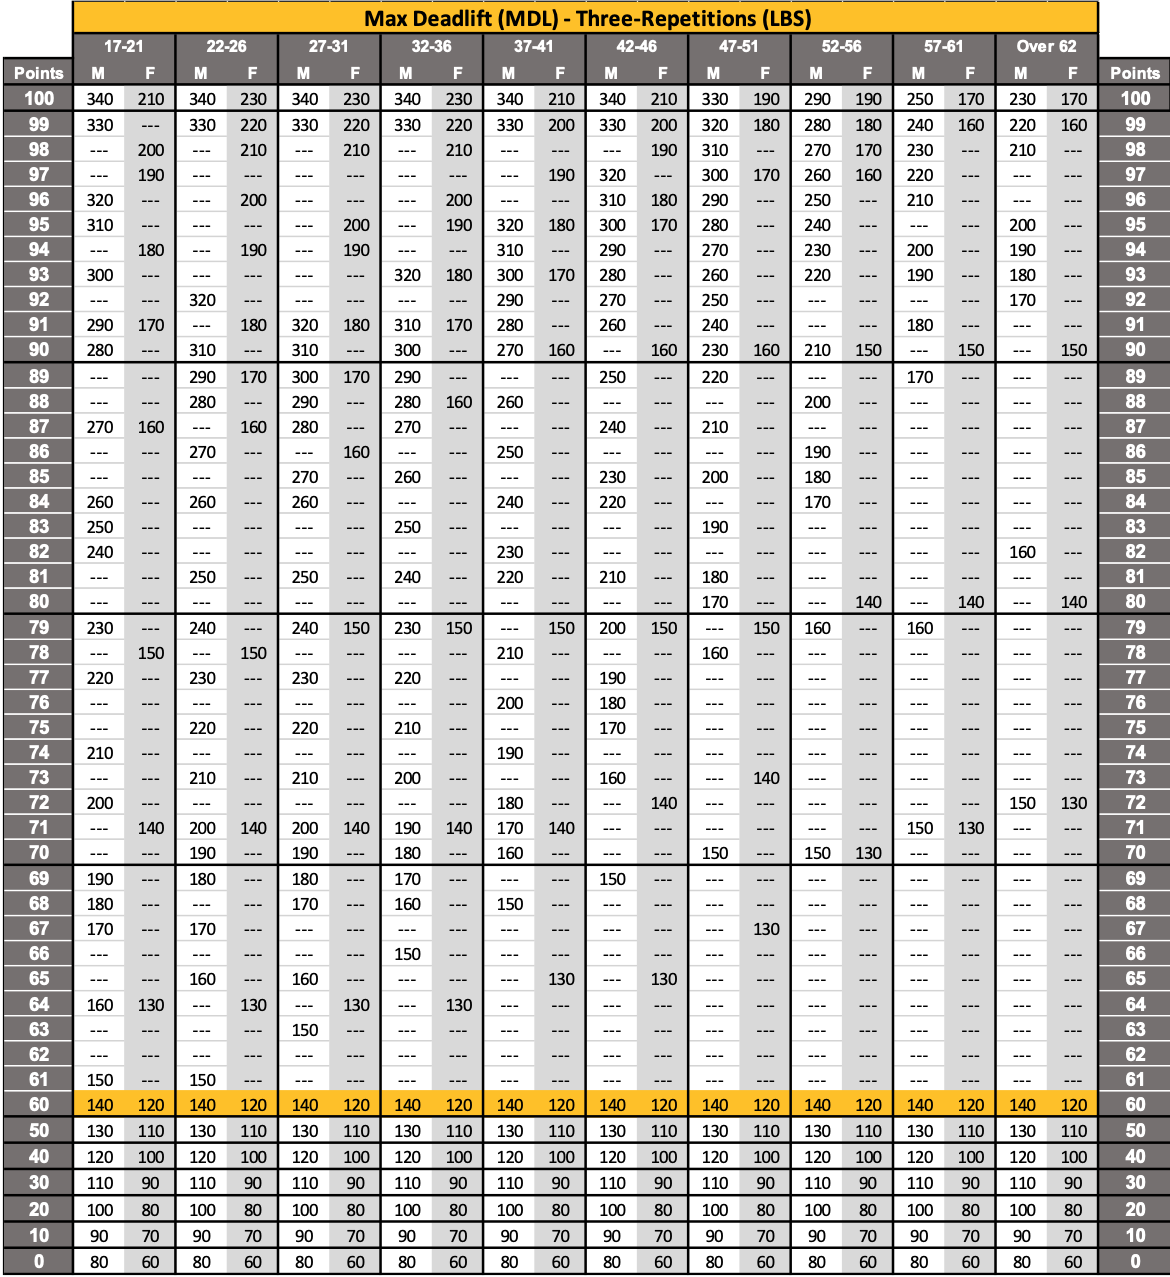 Max Deadlift (MDL) - Three-Repetitions (LBS)
17-21 22-26 27-31 32-36 37-41 42-46 47-51 52-56 57-61 Over 62
Points M F M F M F M F M F M F M F M F M F M F Points
100 340 210 340 230 340 230 340 230 340 210 340 210 330 190 290 190 250 170 230 170 100
99 330 --- 330 220 330 220 330 220 330 200 330 200 320 180 280 180 240 160 220 160 99
98 --- 200 --- 210 --- 210 --- 210 --- --- --- 190 310 --- 270 170 230 --- 210 --- 98
97 --- 190 --- --- --- --- --- --- --- 190 320 --- 300 170 260 160 220 --- --- --- 97
96 320 --- --- 200 --- --- --- 200 --- --- 310 180 290 --- 250 --- 210 --- --- --- 96
95 310 --- --- --- --- 200 --- 190 320 180 300 170 280 --- 240 --- --- --- 200 --- 95
94 --- 180 --- 190 --- 190 --- --- 310 --- 290 --- 270 --- 230 --- 200 --- 190 --- 94
93 300 --- --- --- --- --- 320 180 300 170 280 --- 260 --- 220 --- 190 --- 180 --- 93
92 --- --- 320 --- --- --- --- --- 290 --- 270 --- 250 --- --- --- --- --- 170 --- 92
91 290 170 --- 180 320 180 310 170 280 --- 260 --- 240 --- --- --- 180 --- --- --- 91
90 280 --- 310 --- 310 --- 300 --- 270 160 --- 160 230 160 210 150 --- 150 --- 150 90
89 --- --- 290 170 300 170 290 --- --- --- 250 --- 220 --- --- --- 170 --- --- --- 89
88 --- --- 280 --- 290 --- 280 160 260 --- --- --- --- --- 200 --- --- --- --- --- 88
87 270 160 --- 160 280 --- 270 --- --- --- 240 --- 210 --- --- --- --- --- --- --- 87
86 --- --- 270 --- --- 160 --- --- 250 --- --- --- --- --- 190 --- --- --- --- --- 86
85 --- --- --- --- 270 --- 260 --- --- --- 230 --- 200 --- 180 --- --- --- --- --- 85
84 260 --- 260 --- 260 --- --- --- 240 --- 220 --- --- --- 170 --- --- --- --- --- 84
83 250 --- --- --- --- --- 250 --- --- --- --- --- 190 --- --- --- --- --- --- --- 83
82 240 --- --- --- --- --- --- --- 230 --- --- --- --- --- --- --- --- --- 160 --- 82
81 --- --- 250 --- 250 --- 240 --- 220 --- 210 --- 180 --- --- --- --- --- --- --- 81
80 --- --- --- --- --- --- --- --- --- --- --- --- 170 --- --- 140 --- 140 --- 140 80
79 230 --- 240 --- 240 150 230 150 --- 150 200 150 --- 150 160 --- 160 --- --- --- 79
78 --- 150 --- 150 --- --- --- --- 210 --- --- --- 160 --- --- --- --- --- --- --- 78
77 220 --- 230 --- 230 --- 220 --- --- --- 190 --- --- --- --- --- --- --- --- --- 77
76 --- --- --- --- --- --- --- --- 200 --- 180 --- --- --- --- --- --- --- --- --- 76
75 --- --- 220 --- 220 --- 210 --- --- --- 170 --- --- --- --- --- --- --- --- --- 75
74 210 --- --- --- --- --- --- --- 190 --- --- --- --- --- --- --- --- --- --- --- 74
73 --- --- 210 --- 210 --- 200 --- --- --- 160 --- --- 140 --- --- --- --- --- --- 73
72 200 --- --- --- --- --- --- --- 180 --- --- 140 --- --- --- --- --- --- 150 130 72
71 --- 140 200 140 200 140 190 140 170 140 --- --- --- --- --- --- 150 130 --- --- 71
70 --- --- 190 --- 190 --- 180 --- 160 --- --- --- 150 --- 150 130 --- --- --- --- 70
69 190 --- 180 --- 180 --- 170 --- --- --- 150 --- --- --- --- --- --- --- --- --- 69
68 180 --- --- --- 170 --- 160 --- 150 --- --- --- --- --- --- --- --- --- --- --- 68
67 170 --- 170 --- --- --- --- --- --- --- --- --- --- 130 --- --- --- --- --- --- 67
66 --- --- --- --- --- --- 150 --- --- --- --- --- --- --- --- --- --- --- --- --- 66
65 --- --- 160 --- 160 --- --- --- --- 130 --- 130 --- --- --- --- --- --- --- --- 65
64 160 130 --- 130 --- 130 --- 130 --- --- --- --- --- --- --- --- --- --- --- --- 64
63 --- --- --- --- 150 --- --- --- --- --- --- --- --- --- --- --- --- --- --- --- 63
62 --- --- --- --- --- --- --- --- --- --- --- --- --- --- --- --- --- --- --- --- 62
61 150 --- 150 --- --- --- --- --- --- --- --- --- --- --- --- --- --- --- --- --- 61
60 140 120 140 120 140 120 140 120 140 120 140 120 140 120 140 120 140 120 140 120 60
50 130 110 130 110 130 110 130 110 130 110 130 110 130 110 130 110 130 110 130 110 50
40 120 100 120 100 120 100 120 100 120 100 120 100 120 100 120 100 120 100 120 100 40
30 110 90 110 90 110 90 110 90 110 90 110 90 110 90 110 90 110 90 110 90 30
20 100 80 100 80 100 80 100 80 100 80 100 80 100 80 100 80 100 80 100 80 20
10 90 70 90 70 90 70 90 70 90 70 90 70 90 70 90 70 90 70 90 70 10
0 80 60 80 60 80 60 80 60 80 60 80 60 80 60 80 60 80 60 80 60 0